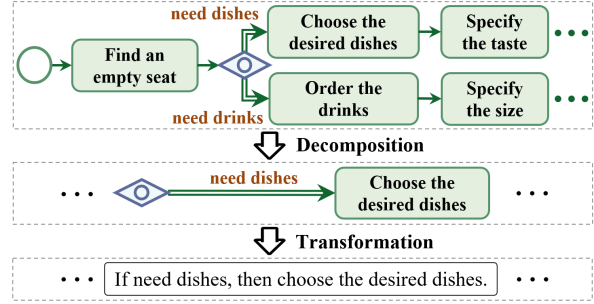 need dishes
Find an
empty seat
Choose the
desired dishes
Specify
the taste
need drinks
Order the
drinks
Specify
the size
Decomposition
need dishes
Choose the
desired dishes
Transformation
If need dishes, then choose the desired dishes.